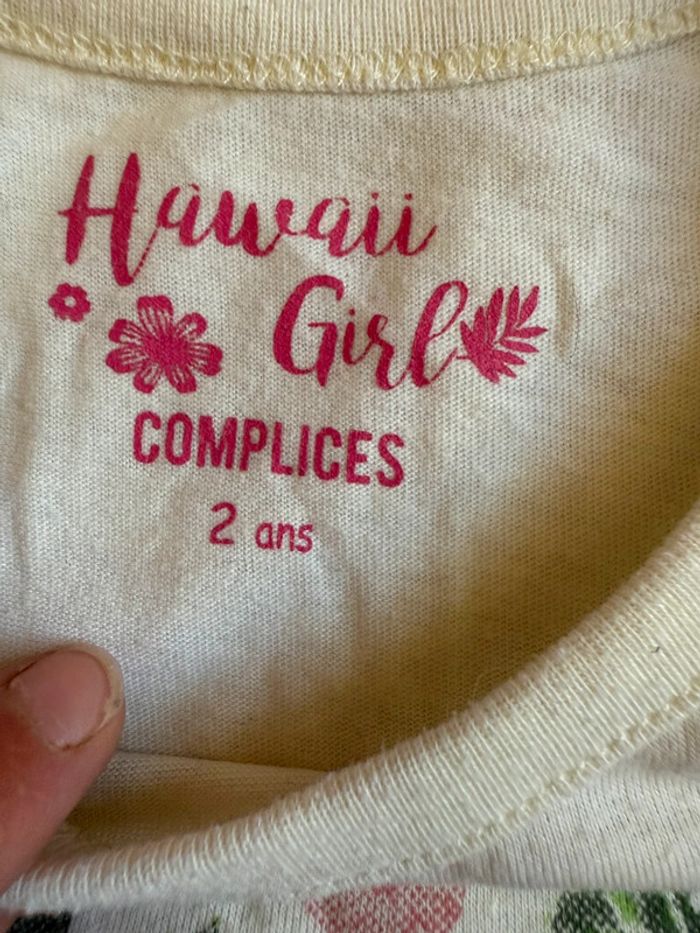 Hawaii
Girl
COMPLICES
2 ans